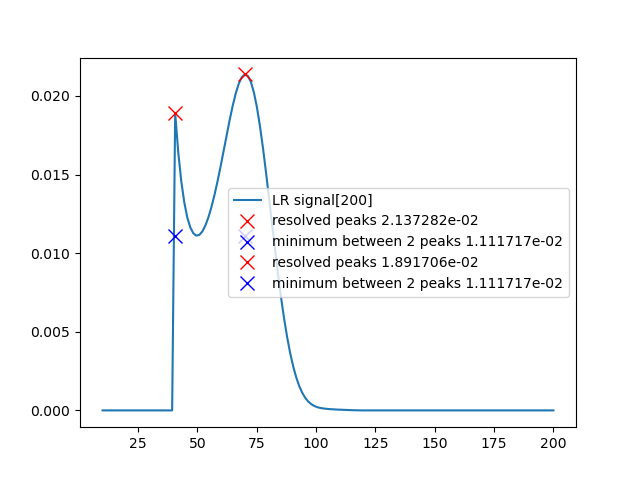 0.020
0.015
0.010
0.005
0.000
LR signal[200]
resolved peaks 2.137282e-02
minimum between 2 peaks 1.111717e-02
resolved peaks 1.891706e-02
minimum between 2 peaks 1.111717e-02
25 50 75 100 125 150 175 200